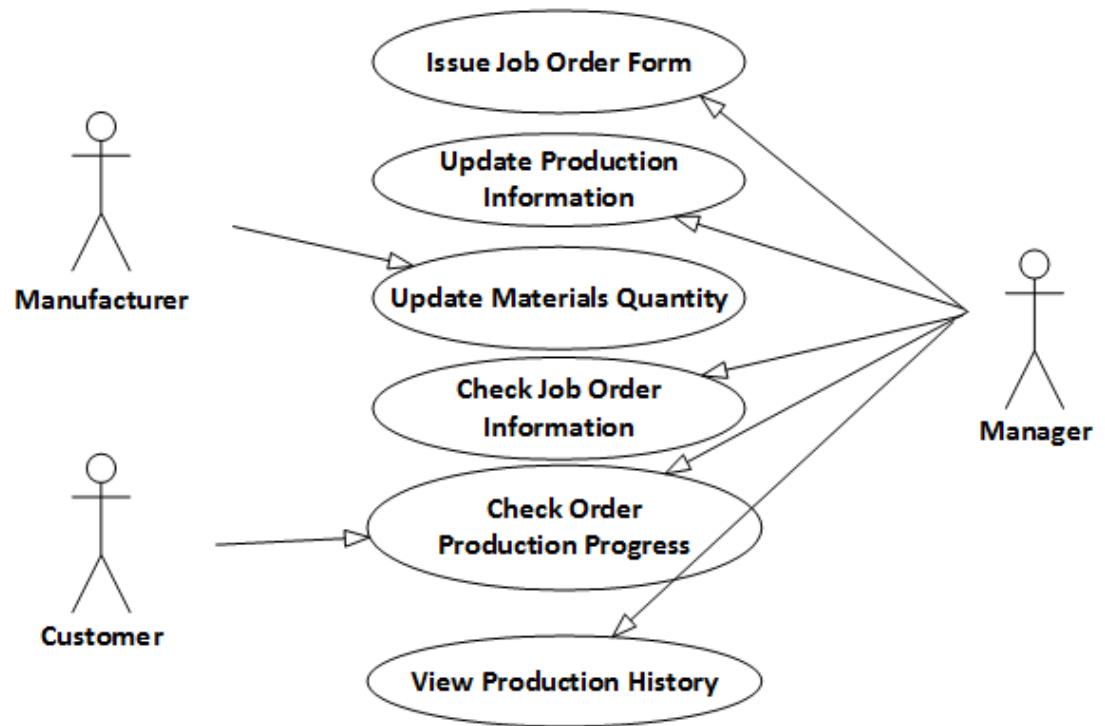 Issue Job Order Form
Update Production
Information
Manufacturer
Update Materials Quantity
Check Job Order
Information
Manager
Check Order
Production Progress
Customer
View Production History